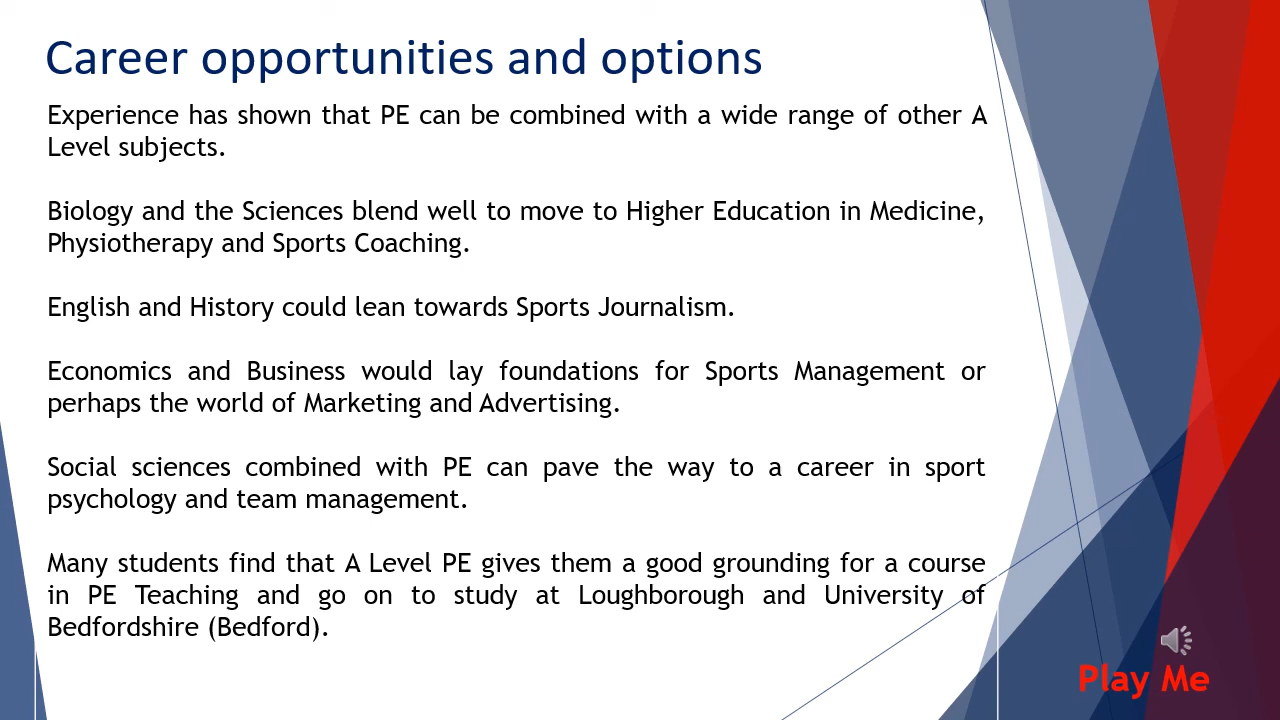 Career opportunities and options
Experience has shown that PE can be combined with a wide range of other A
Level subjects.
Biology and the Sciences blend well to move to Higher Education in Medicine,
Physiotherapy and Sports Coaching.
English and History could lean towards Sports Journalism.
Economics and Business would lay foundations for Sports Management or
perhaps the world of Marketing and Advertising.
Social sciences combined with PE can pave the way to a career in sport
psychology and team management.
Many students find that A Level PE gives them a good grounding for a course
in PE Teaching and go on to study at Loughborough and University of
Bedfordshire (Bedford).
Play Me